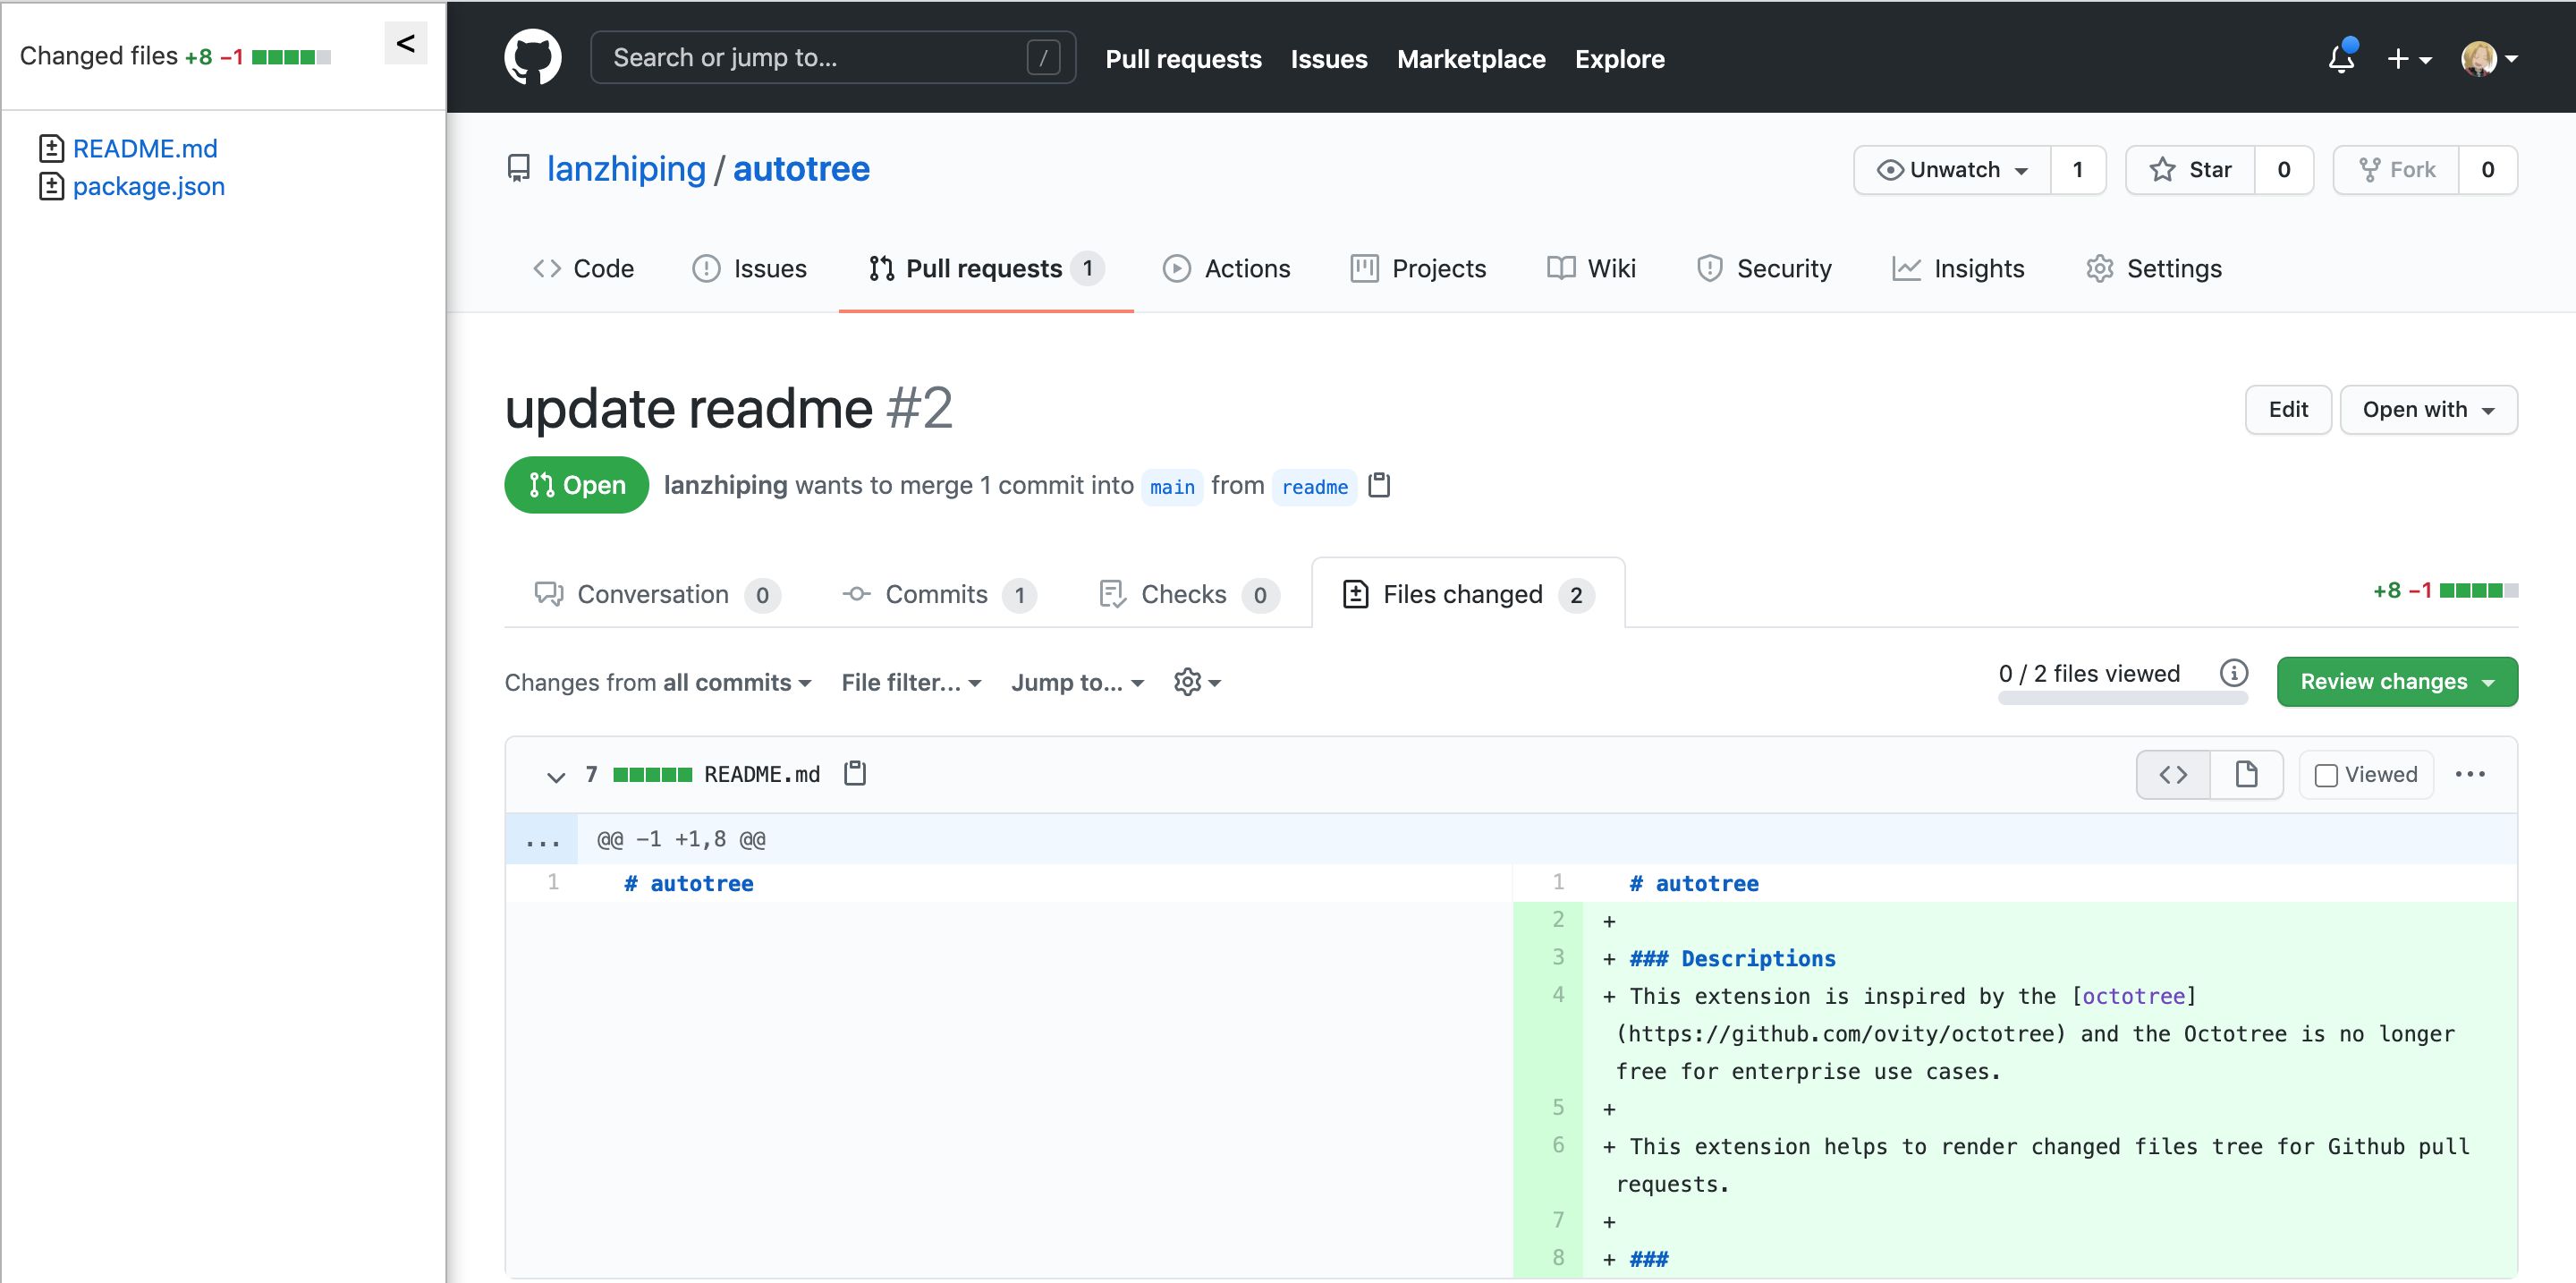 Changed files +8 −1
<
README.md
package.json
Search or jump to... /
Pull requests Issues Marketplace Explore
lanzhiping / autotree
Unwatch 1 Star 0 Fork 0
Code Issues Pull requests 1 Actions Projects Wiki Security Insights Settings
update readme #2
Edit Open with
Open lanzhiping wants to merge 1 commit into main from readme
Conversation 0 Commits 1 Checks 0 Files changed 2
+8 −1
Changes from all commits File filter... Jump to...
0 / 2 files viewed
Review changes
7 README.md
Viewed
... @@ −1 +1,8 @@
1 # autotree
1 # autotree
2 +
3 + ### Descriptions
4 + This extension is inspired by the [octotree]
(https://github.com/ovity/octotree) and the Octotree is no longer
free for enterprise use cases.
5 +
6 + This extension helps to render changed files tree for Github pull
requests.
7 +
8 + ###